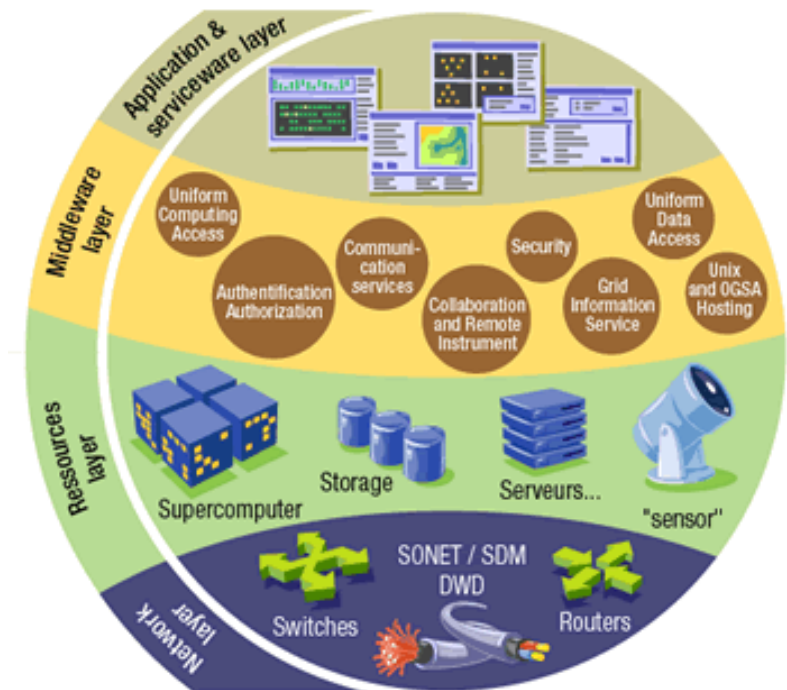 Application &
serviceware layer
Middleware
layer
Uniform
Computing
Access
Authentification
Authorization
Communi-
cation
services
Collaboration
and Remote
Instrument
Security
Grid
Information
Service
Uniform
Data
Access
Unix
and OGSA
Hosting
Ressources
layer
Supercomputer
Storage
Serveurs...
"sensor"
Network
layer
Switches
SONET / SDM
DWD
Routers